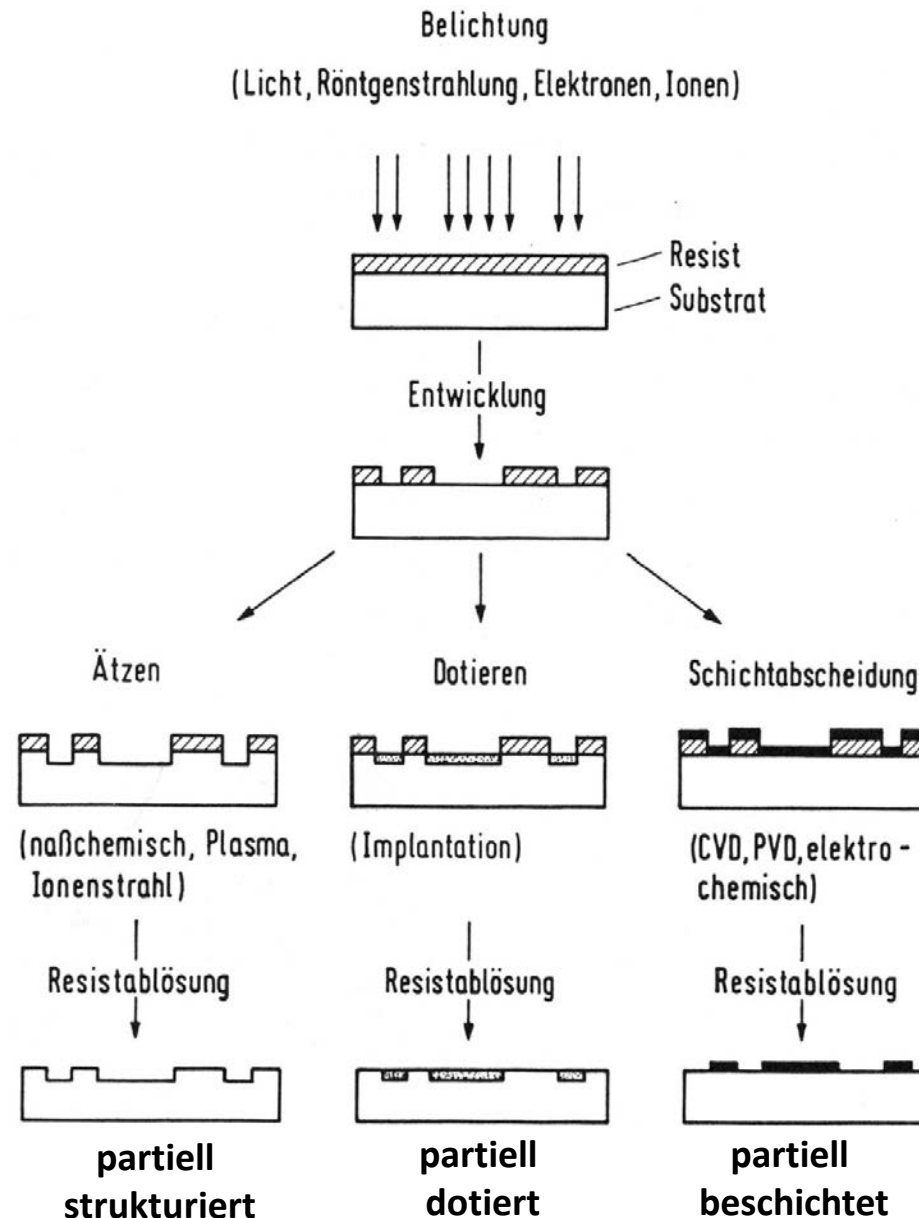 Belichtung
(Licht, Röntgenstrahlung, Elektronen, Ionen)
Resist
Substrat
Entwicklung
Ätzen
Dotieren
Schichtabscheidung
(naßchemisch, Plasma,
Ionenstrahl)
(Implantation)
(CVD, PVD, elektro-
chemisch)
Resistablösung
Resistablösung
Resistablösung
partiell
strukturiert
partiell
dotiert
partiell
beschichtet